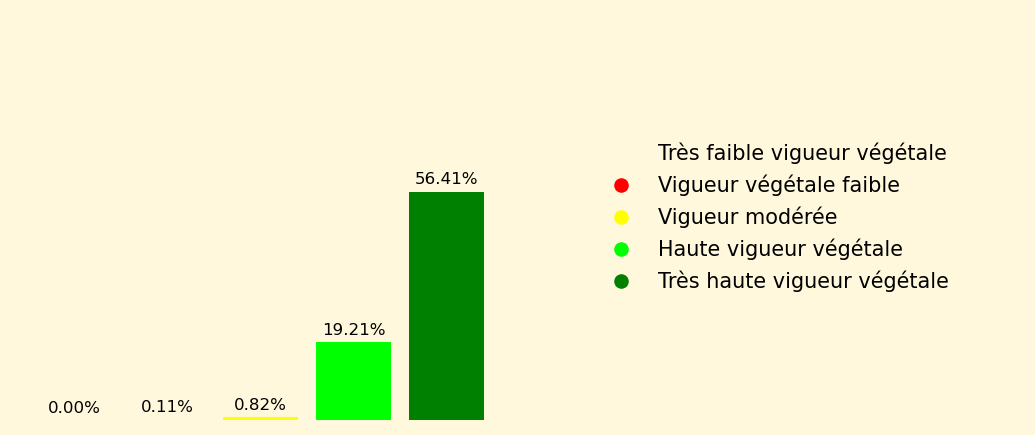 56.41%
19.21%
0.00%
0.11%
0.82%
Très faible vigueur végétale
Vigueur végétale faible
Vigueur modérée
Haute vigueur végétale
Très haute vigueur végétale